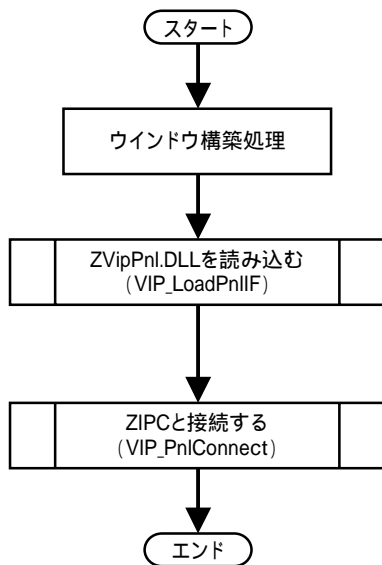 スタート
ウインドウ構築処理
ZVipPnl.DLLを読み込む
(VIP_LoadPnlIF)
ZIPCと接続する
(VIP_PnlConnect)
エンド